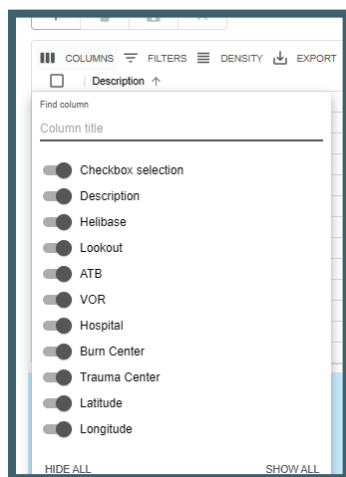 COLUMNS FILTERS DENSITY EXPORT
Description
Find column
Column title
Checkbox selection
Description
Helibase
Lookout
ATB
VOR
Hospital
Burn Center
Trauma Center
Latitude
Longitude
HIDE ALL SHOW ALL